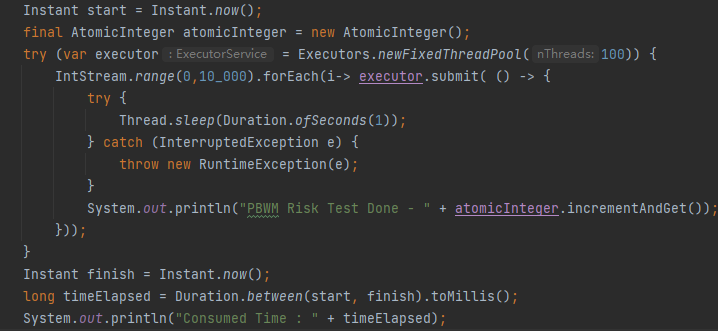 Instant start = Instant.now();
final AtomicInteger atomicInteger = new AtomicInteger();
try (var executor : ExecutorService = Executors.newFixedThreadPool( nThreads: 100)) {
    IntStream.range(0,10_000).forEach(i-> executor.submit( () -> {
        try {
            Thread.sleep(Duration.ofSeconds(1));
        } catch (InterruptedException e) {
            throw new RuntimeException(e);
        }
        System.out.println("PBWM Risk Test Done - " + atomicInteger.incrementAndGet());
    }));
}
Instant finish = Instant.now();
long timeElapsed = Duration.between(start, finish).toMillis();
System.out.println("Consumed Time : " + timeElapsed);